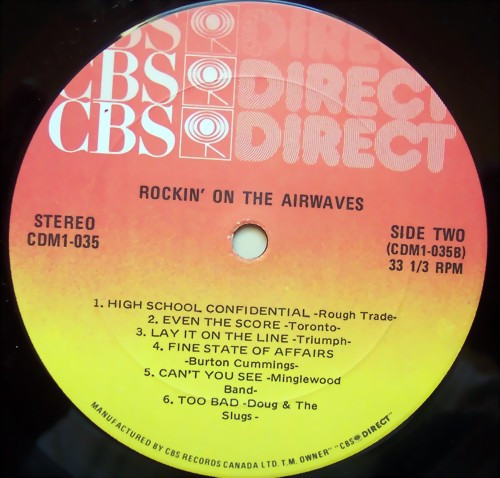 CBS DIRECT
CBS DIRECT
CBS DIRECT
ROCKIN' ON THE AIRWAVES
STEREO
CDM1-035
SIDE TWO
(CDM1-035B)
33 1/3 RPM
1. HIGH SCHOOL CONFIDENTIAL -Rough Trade-
2. EVEN THE SCORE -Toronto-
3. LAY IT ON THE LINE -Triumph-
4. FINE STATE OF AFFAIRS
-Burton Cummings-
5. CAN'T YOU SEE -Minglewood
Band-
6. TOO BAD -Doug & The
Slugs-
MANUFACTURED BY CBS RECORDS CANADA LTD. T.M. OWNER" "CBS DIRECT"